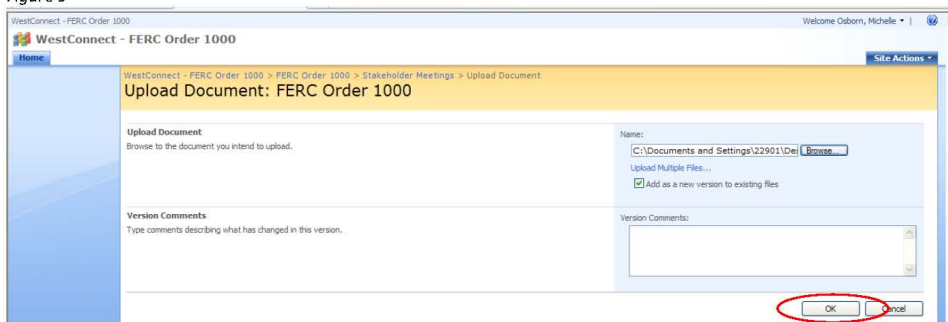 WestConnect - FERC Order 1000
Welcome Osborn, Michelle
WestConnect - FERC Order 1000
Home
Site Actions
WestConnect - FERC Order 1000 > FERC Order 1000 > Stakeholder Meetings > Upload Document
Upload Document: FERC Order 1000
Upload Document
Browse to the document you intend to upload.
Name:
C:\Documents and Settings\22901\De
Browse...
Upload Multiple Files...
Add as a new version to existing files
Version Comments
Type comments describing what has changed in this version.
Version Comments:
OK
Cancel